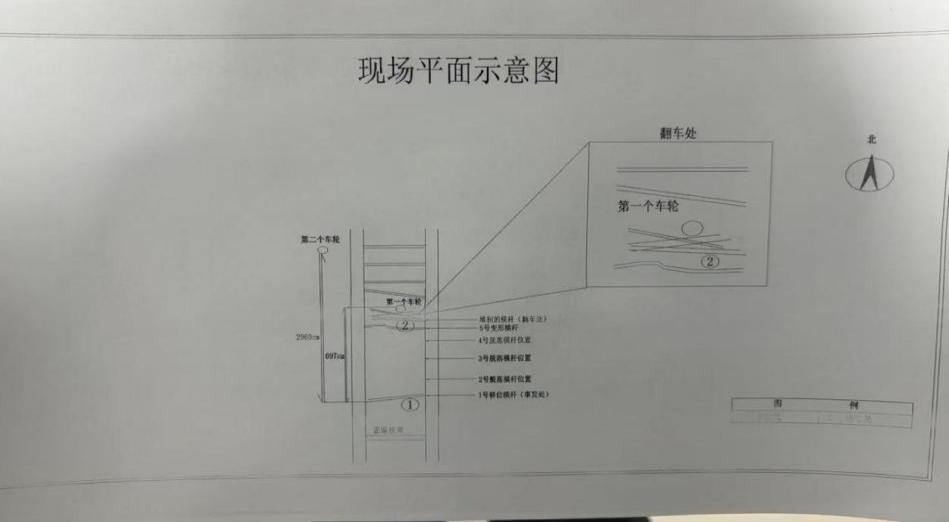 现场平面示意图
翻车处
北
第一个车轮
②
第二个车轮
第一个车轮
②
堆积的横杆（翻车处）
5号变形横杆
4号脱落横杆位置
2960cm
697cm
3号脱落横杆位置
2号脱落横杆位置
1号移位横杆（事发处）
①
图 例